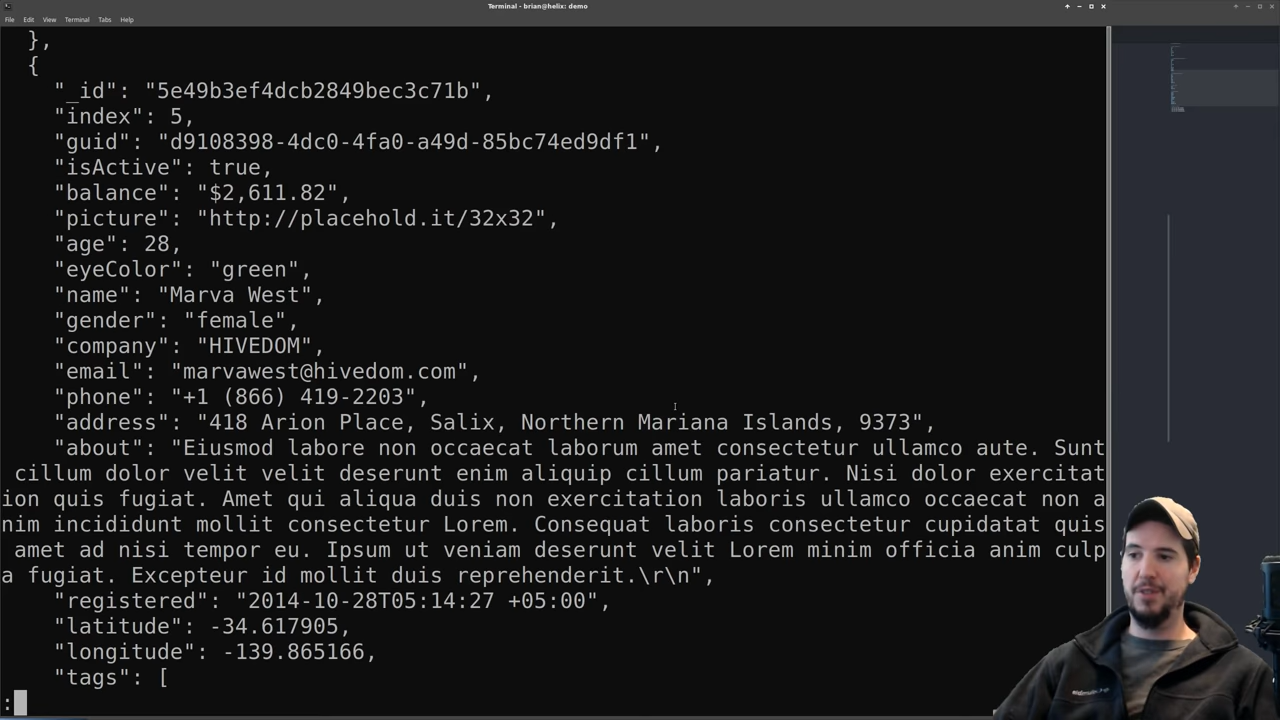 Terminal - brian@helix: demo
File Edit View Terminal Tabs Help
},
{
"_id": "5e49b3ef4dcb2849bec3c71b",
"index": 5,
"guid": "d9108398-4dc0-4fa0-a49d-85bc74ed9df1",
"isActive": true,
"balance": "$2,611.82",
"picture": "http://placehold.it/32x32",
"age": 28,
"eyeColor": "green",
"name": "Marva West",
"gender": "female",
"company": "HIVEDOM",
"email": "marvawest@hivedom.com",
"phone": "+1 (866) 419-2203",
"address": "418 Arion Place, Salix, Northern Mariana Islands, 9373",
"about": "Eiusmod labore non occaecat laborum amet consectetur ullamco aute. Sunt
cillum dolor velit velit deserunt enim aliquip cillum pariatur. Nisi dolor exercitat
ion quis fugiat. Amet qui aliqua duis non exercitation laboris ullamco occaecat non a
nim incididunt mollit consectetur Lorem. Consequat laboris consectetur cupidatat quis
amet ad nisi tempor eu. Ipsum ut veniam deserunt velit Lorem minim officia anim culp
a fugiat. Excepteur id mollit duis reprehenderit.\r\n",
"registered": "2014-10-28T05:14:27 +05:00",
"latitude": -34.617905,
"longitude": -139.865166,
"tags": [
: